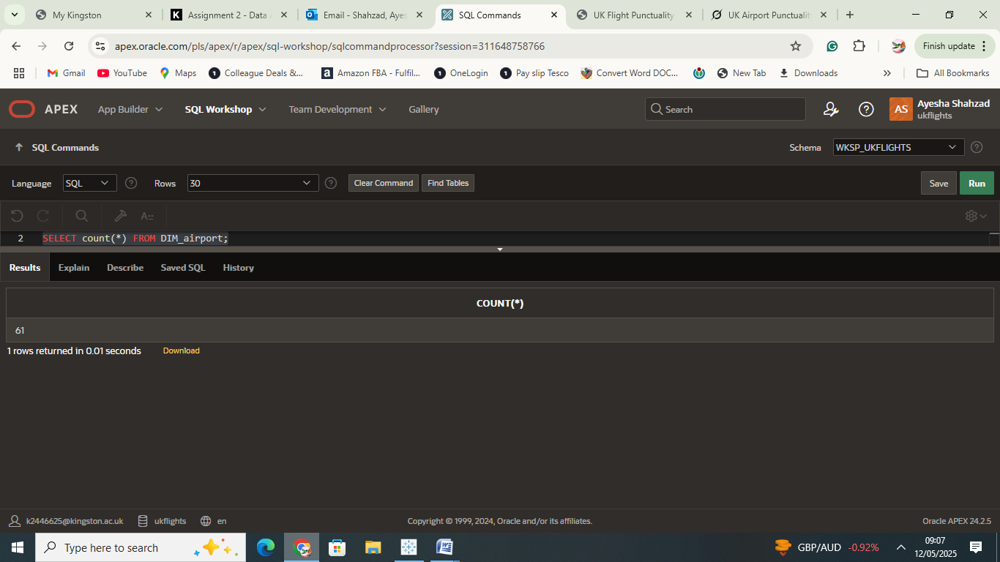 My Kingston
Assignment 2 - Data
Email - Shahzad, Ayes
SQL Commands
UK Flight Punctuality
UK Airport Punctuali
apex.oracle.com/pls/apex/r/apex/sql-workshop/sqlcommandprocessor?session=311648758766
Finish update
Gmail
YouTube
Maps
Colleague Deals &...
Amazon FBA - Fulfil...
OneLogin
Pay slip Tesco
Convert Word DOC...
New Tab
Downloads
All Bookmarks
APEX
App Builder
SQL Workshop
Team Development
Gallery
Search
AS
Ayesha Shahzad
ukflights
SQL Commands
Schema
WKSP_UKFLIGHTS
Language
SQL
Rows
30
Clear Command
Find Tables
Save
Run
2 SELECT count(*) FROM DIM_airport;
Results
Explain
Describe
Saved SQL
History
COUNT(*)
61
1 rows returned in 0.01 seconds
Download
k2446625@kingston.ac.uk
ukflights
en
Copyright © 1999, 2024, Oracle and/or its affiliates.
Oracle APEX 24.2.5
Type here to search
GBP/AUD -0.92%
09:07
12/05/2025